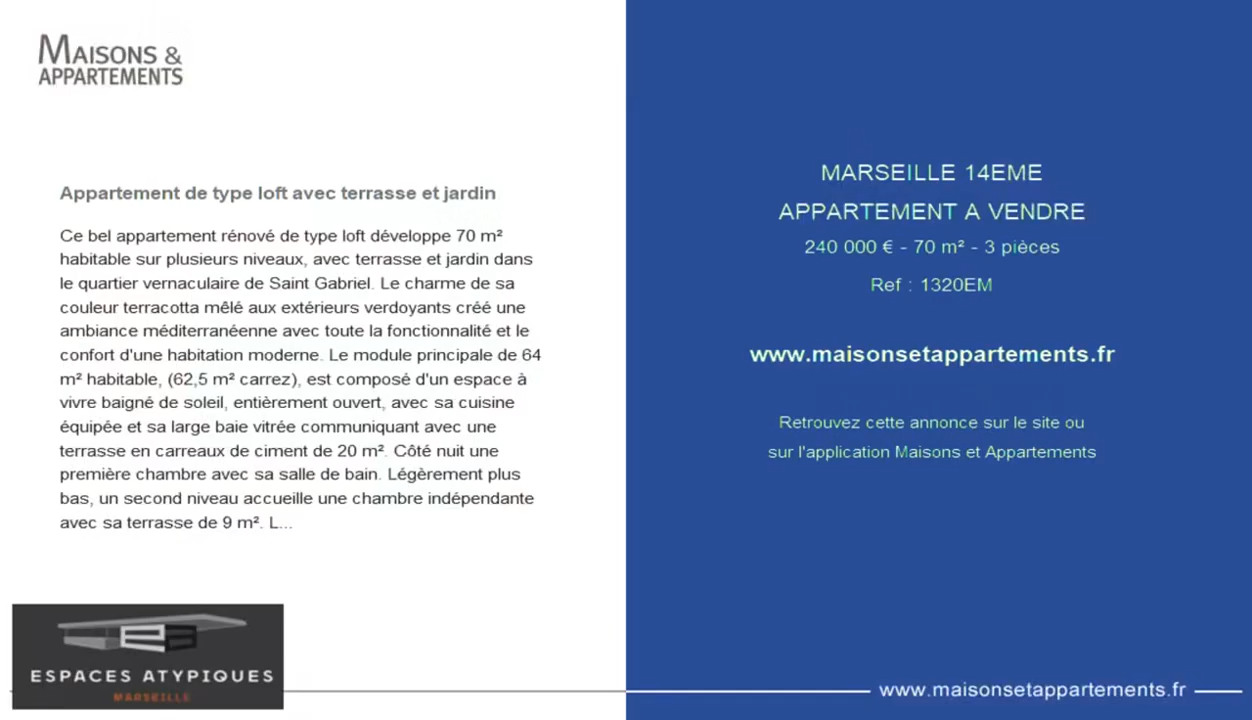 MAISONS &
APPARTEMENTS
Appartement de type loft avec terrasse et jardin
Ce bel appartement rénové de type loft développe 70 m²
habitable sur plusieurs niveaux, avec terrasse et jardin dans
le quartier vernaculaire de Saint Gabriel. Le charme de sa
couleur terracotta mêlé aux extérieurs verdoyants créé une
ambiance méditerranéenne avec toute la fonctionnalité et le
confort d'une habitation moderne. Le module principale de 64
m² habitable, (62,5 m² carrez), est composé d'un espace à
vivre baigné de soleil, entièrement ouvert, avec sa cuisine
équipée et sa large baie vitrée communiquant avec une
terrasse en carreaux de ciment de 20 m². Côté nuit une
première chambre avec sa salle de bain. Légèrement plus
bas, un second niveau accueille une chambre indépendante
avec sa terrasse de 9 m². L...
ea
ESPACES ATYPIQUES
MARSEILLE
MARSEILLE 14EME
APPARTEMENT A VENDRE
240 000 € - 70 m² - 3 pièces
Ref : 1320EM
www.maisonsetappartements.fr
Retrouvez cette annonce sur le site ou
sur l'application Maisons et Appartements
www.maisonsetappartements.fr